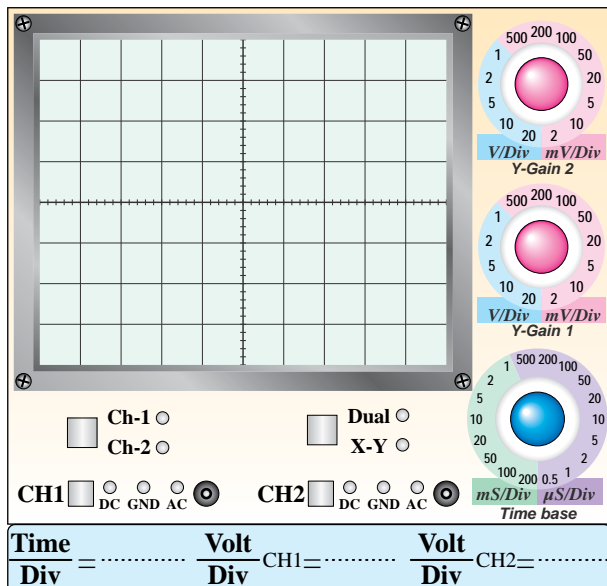 500 200 100
1 50
2 20
5 10
10 5
20 2
V/Div mV/Div
Y-Gain 2
500 200 100
1 50
2 20
5 10
10 5
20 2
V/Div mV/Div
Y-Gain 1
1 500 200 100
2 50
5 20
10 10
20 5
50 2
100 200 0.5 1
mS/Div µS/Div
Time base
Ch-1
Ch-2
Dual
X-Y
CH1 DC GND AC
CH2 DC GND AC
Time/Div = ............... Volt/Div CH1= ............... Volt/Div CH2= ...............